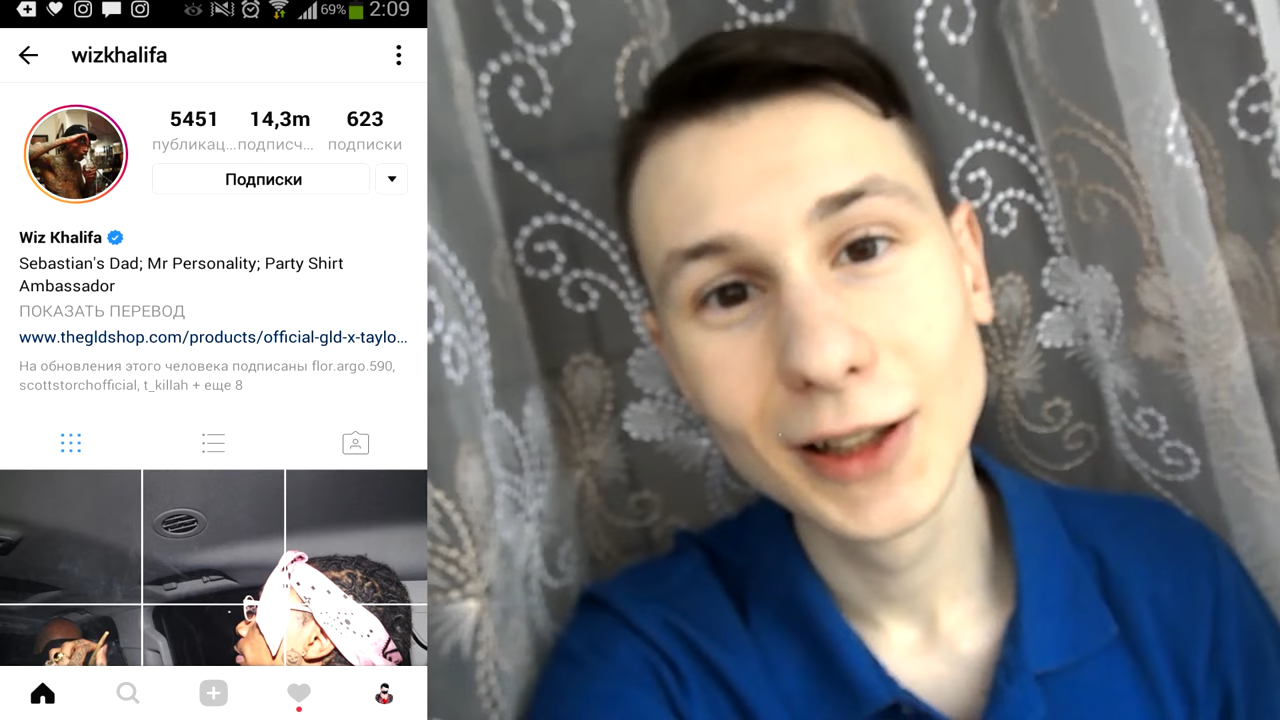 69% 2:09
wizkhalifa
5451 14,3m 623
публикац... подписч... подписки
Подписки
Wiz Khalifa
Sebastian's Dad; Mr Personality; Party Shirt
Ambassador
ПОКАЗАТЬ ПЕРЕВОД
www.thegldshop.com/products/official-gld-x-taylo...
На обновления этого человека подписаны flor.argo.590,
scottstorchofficial, t_killah + еще 8